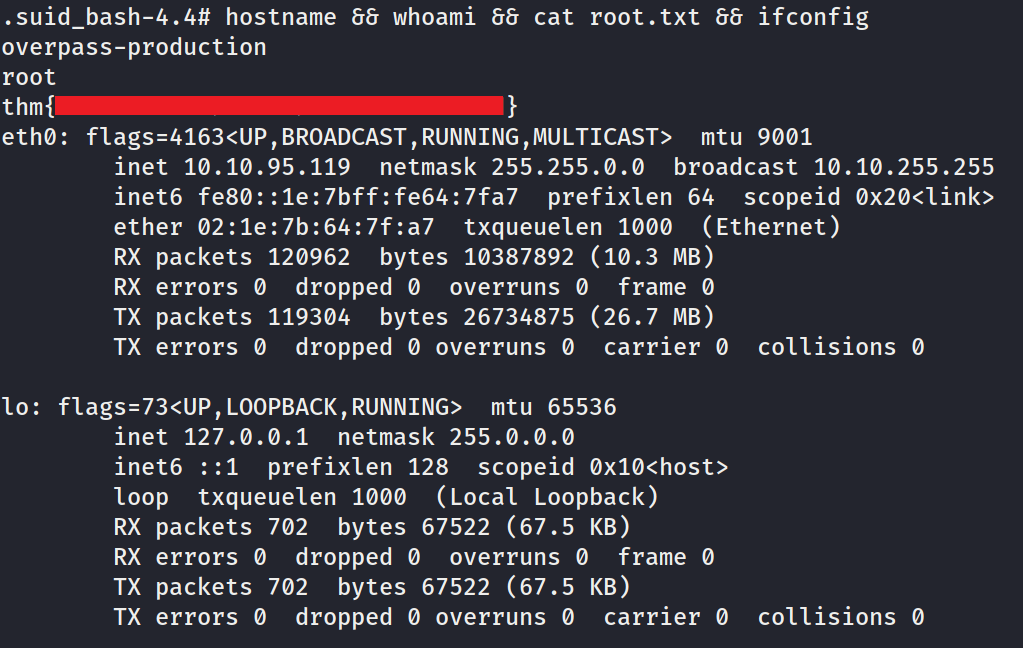 .suid_bash-4.4# hostname && whoami && cat root.txt && ifconfig
overpass-production
root
thm{}
eth0: flags=4163<UP,BROADCAST,RUNNING,MULTICAST>  mtu 9001
        inet 10.10.95.119  netmask 255.255.0.0  broadcast 10.10.255.255
        inet6 fe80::1e:7bff:fe64:7fa7  prefixlen 64  scopeid 0x20<link>
        ether 02:1e:7b:64:7f:a7  txqueuelen 1000  (Ethernet)
        RX packets 120962  bytes 10387892 (10.3 MB)
        RX errors 0  dropped 0  overruns 0  frame 0
        TX packets 119304  bytes 26734875 (26.7 MB)
        TX errors 0  dropped 0 overruns 0  carrier 0  collisions 0

lo: flags=73<UP,LOOPBACK,RUNNING>  mtu 65536
        inet 127.0.0.1  netmask 255.0.0.0
        inet6 ::1  prefixlen 128  scopeid 0x10<host>
        loop  txqueuelen 1000  (Local Loopback)
        RX packets 702  bytes 67522 (67.5 KB)
        RX errors 0  dropped 0  overruns 0  frame 0
        TX packets 702  bytes 67522 (67.5 KB)
        TX errors 0  dropped 0 overruns 0  carrier 0  collisions 0